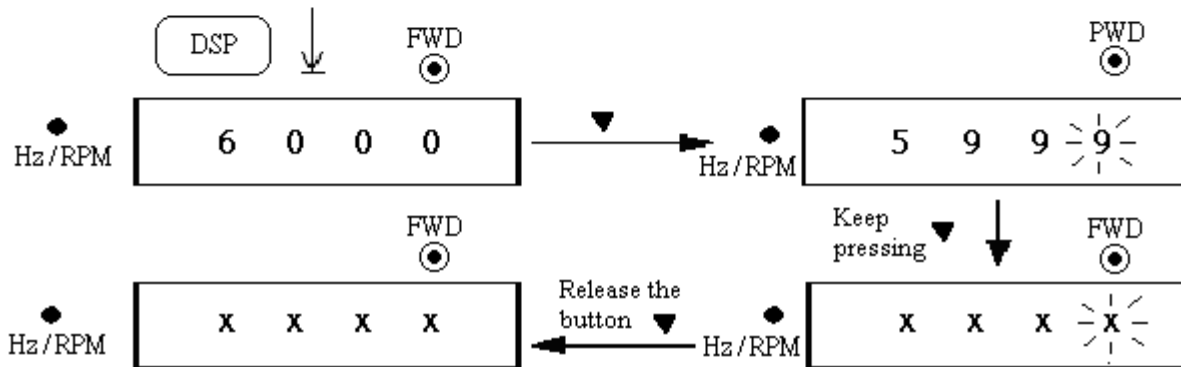 DSP
FWD
PWD
Hz/RPM
6 0 0 0
Hz/RPM
5 9 9 9
Keep
pressing
FWD
FWD
Release the
button
Hz/RPM
x x x x
Hz/RPM
x x x x